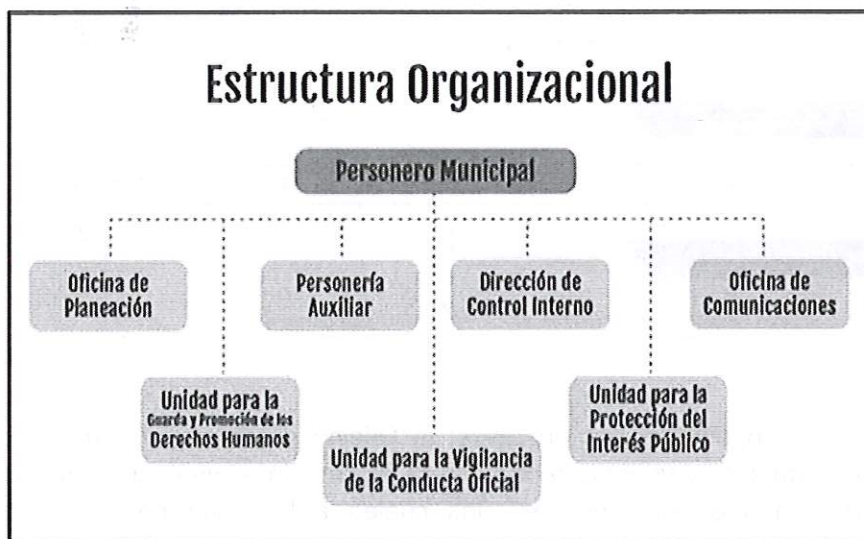 Estructura Organizacional
Personero Municipal
Oficina de
Planeación
Personería
Auxiliar
Dirección de
Control Interno
Oficina de
Comunicaciones
Unidad para la
Guarda y Promoción de los
Derechos Humanos
Unidad para la Vigilancia
de la Conducta Oficial
Unidad para la
Protección del
Interés Público